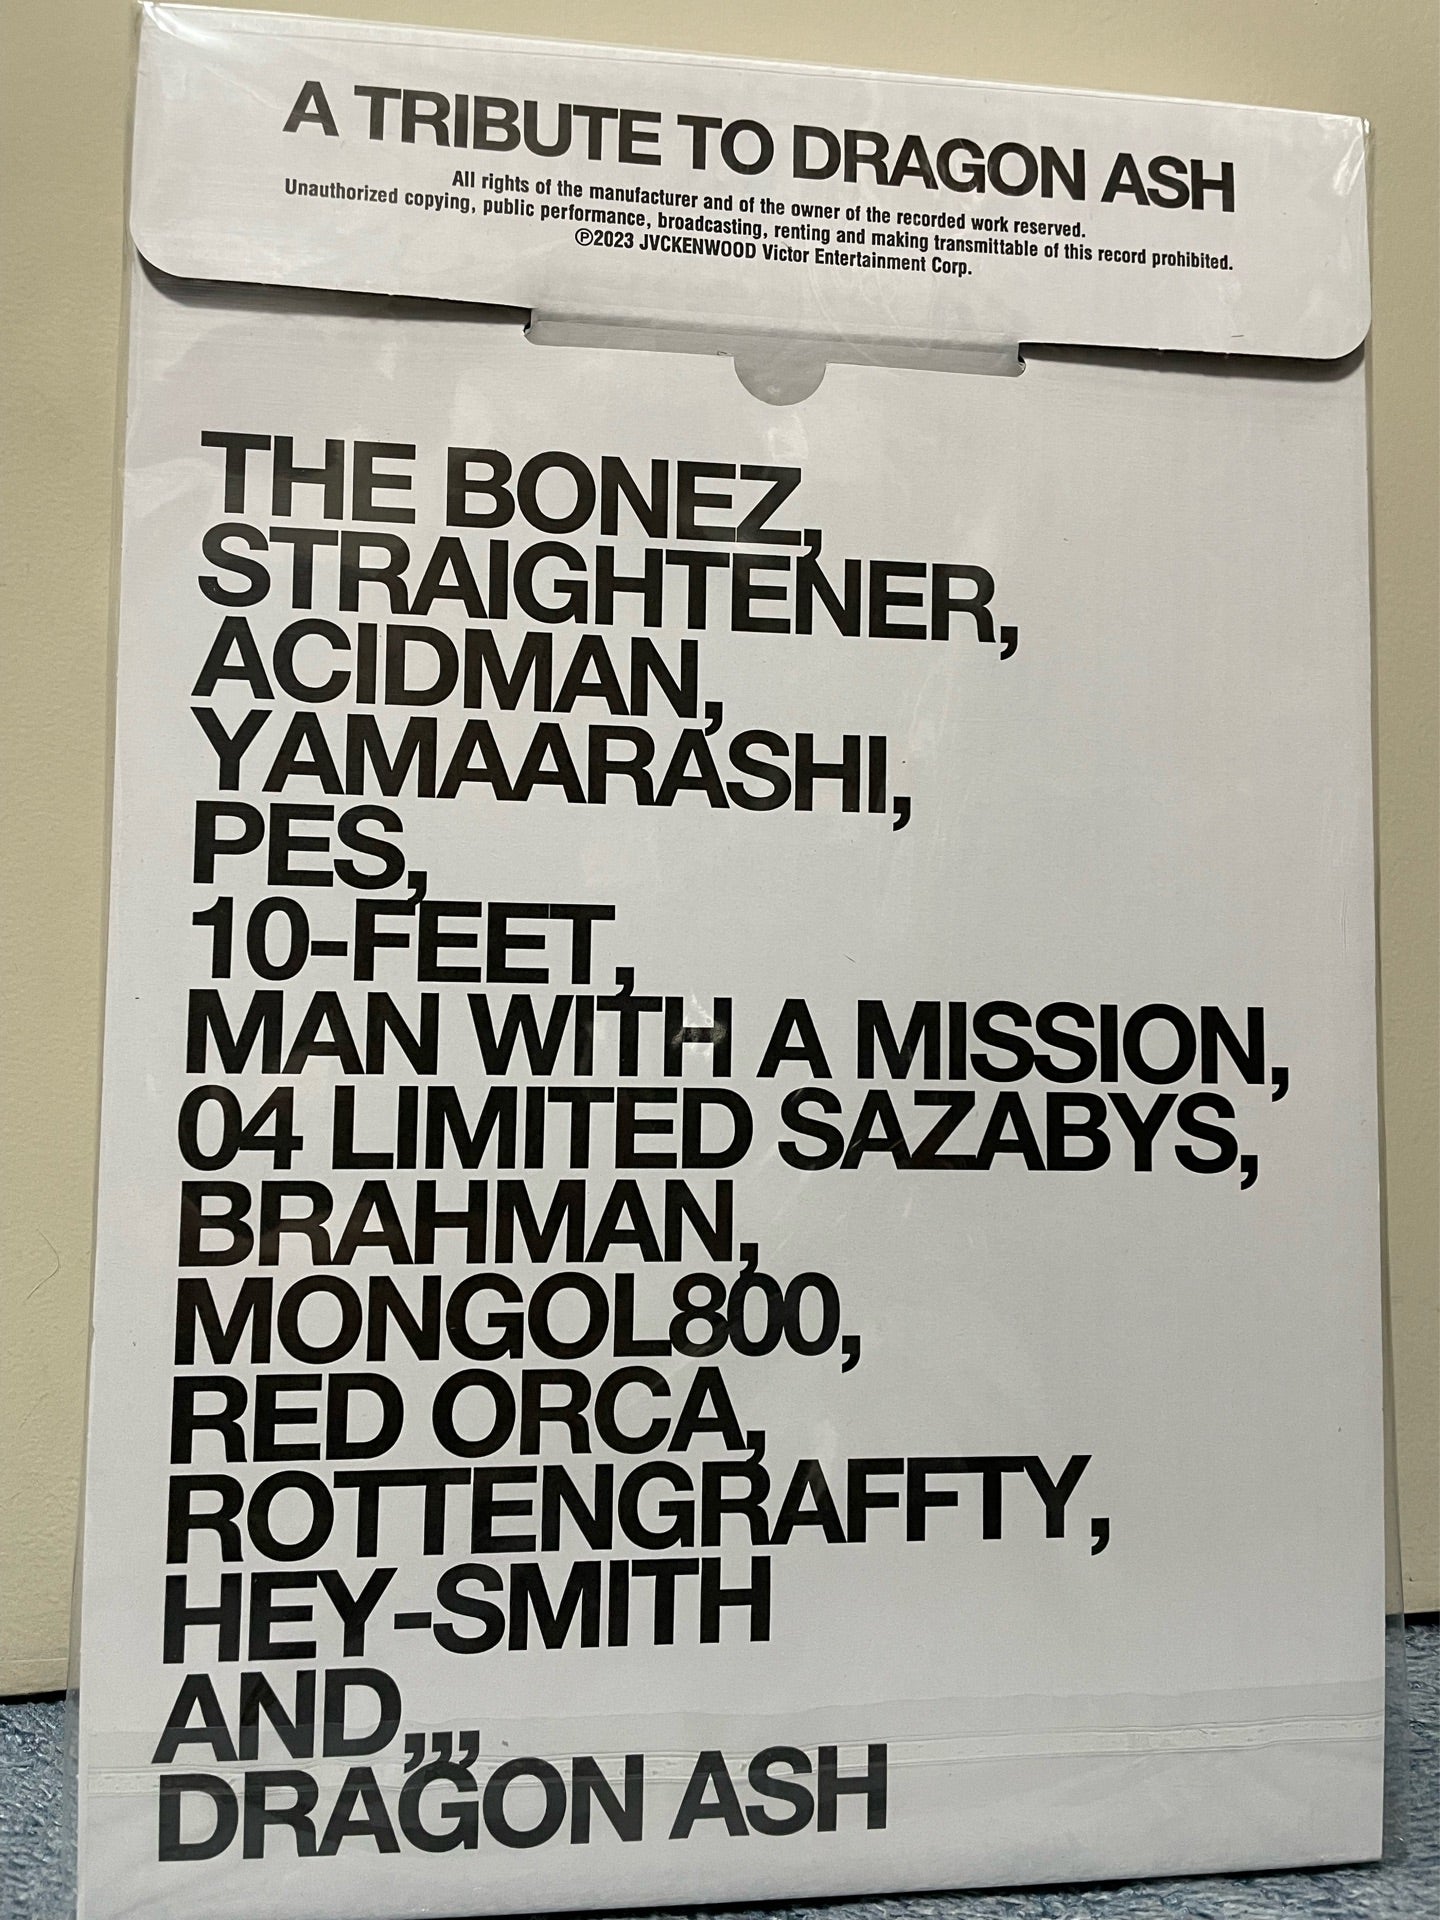 A TRIBUTE TO DRAGON ASH
All rights of the manufacturer and of the owner of the recorded work reserved.
Unauthorized copying, public performance, broadcasting, renting and making transmittable of this record prohibited.
Ⓟ2023 JVCKENWOOD Victor Entertainment Corp.
THE BONEZ,
STRAIGHTENER,
ACIDMAN,
YAMAARASHI,
PES,
10-FEET,
MAN WITH A MISSION,
04 LIMITED SAZABYS,
BRAHMAN,
MONGOL800,
RED ORCA,
ROTTENGRAFFTY,
HEY-SMITH
AND,,,
DRAGON ASH